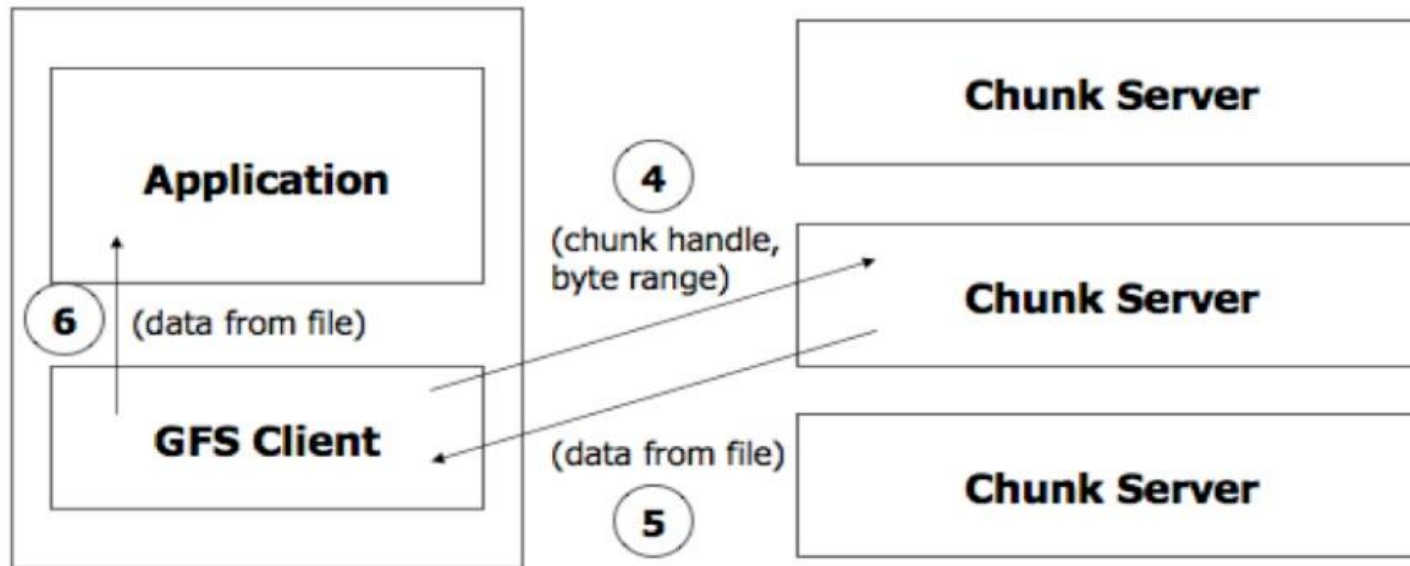 Application
6
(data from file)
GFS Client
4
(chunk handle,
byte range)
(data from file)
5
Chunk Server
Chunk Server
Chunk Server